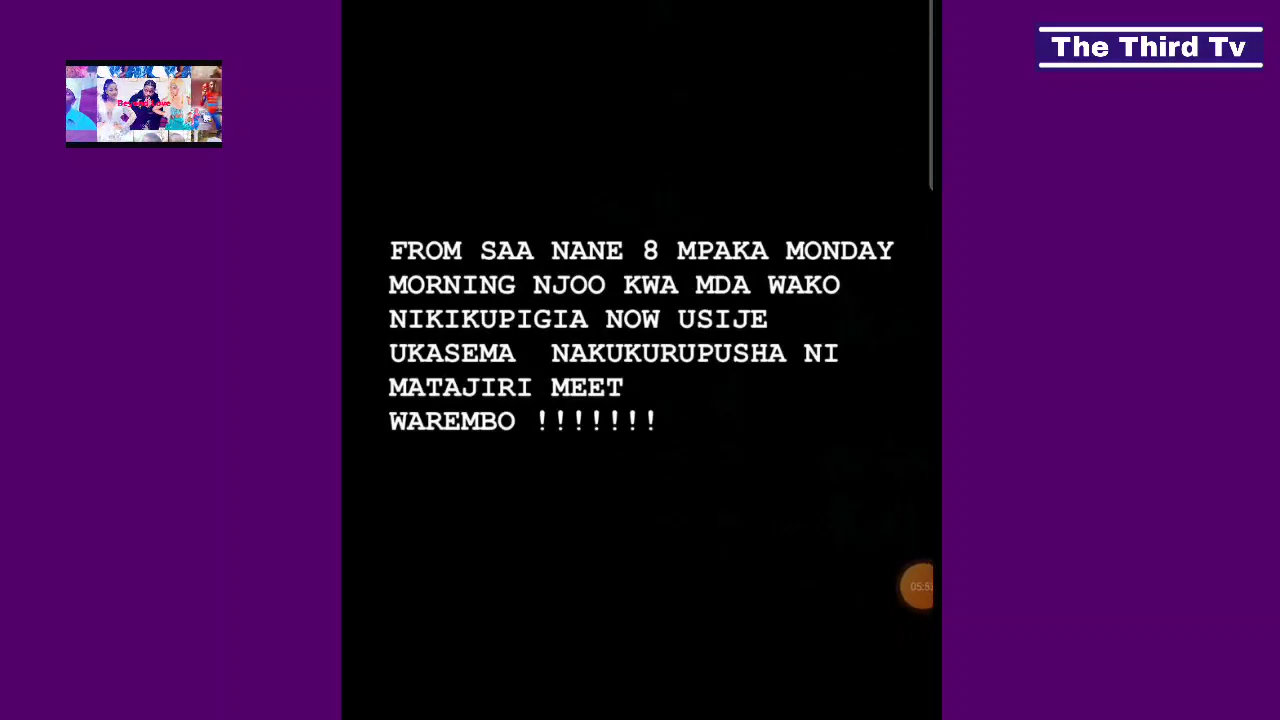 The Third Tv
FROM SAA NANE 8 MPAKA MONDAY
MORNING NJOO KWA MDA WAKO
NIKIKUPIGIA NOW USIJE
UKASEMA NAKUKURUPUSHA NI
MATAJIRI MEET
WAREMBO !!!!!!!